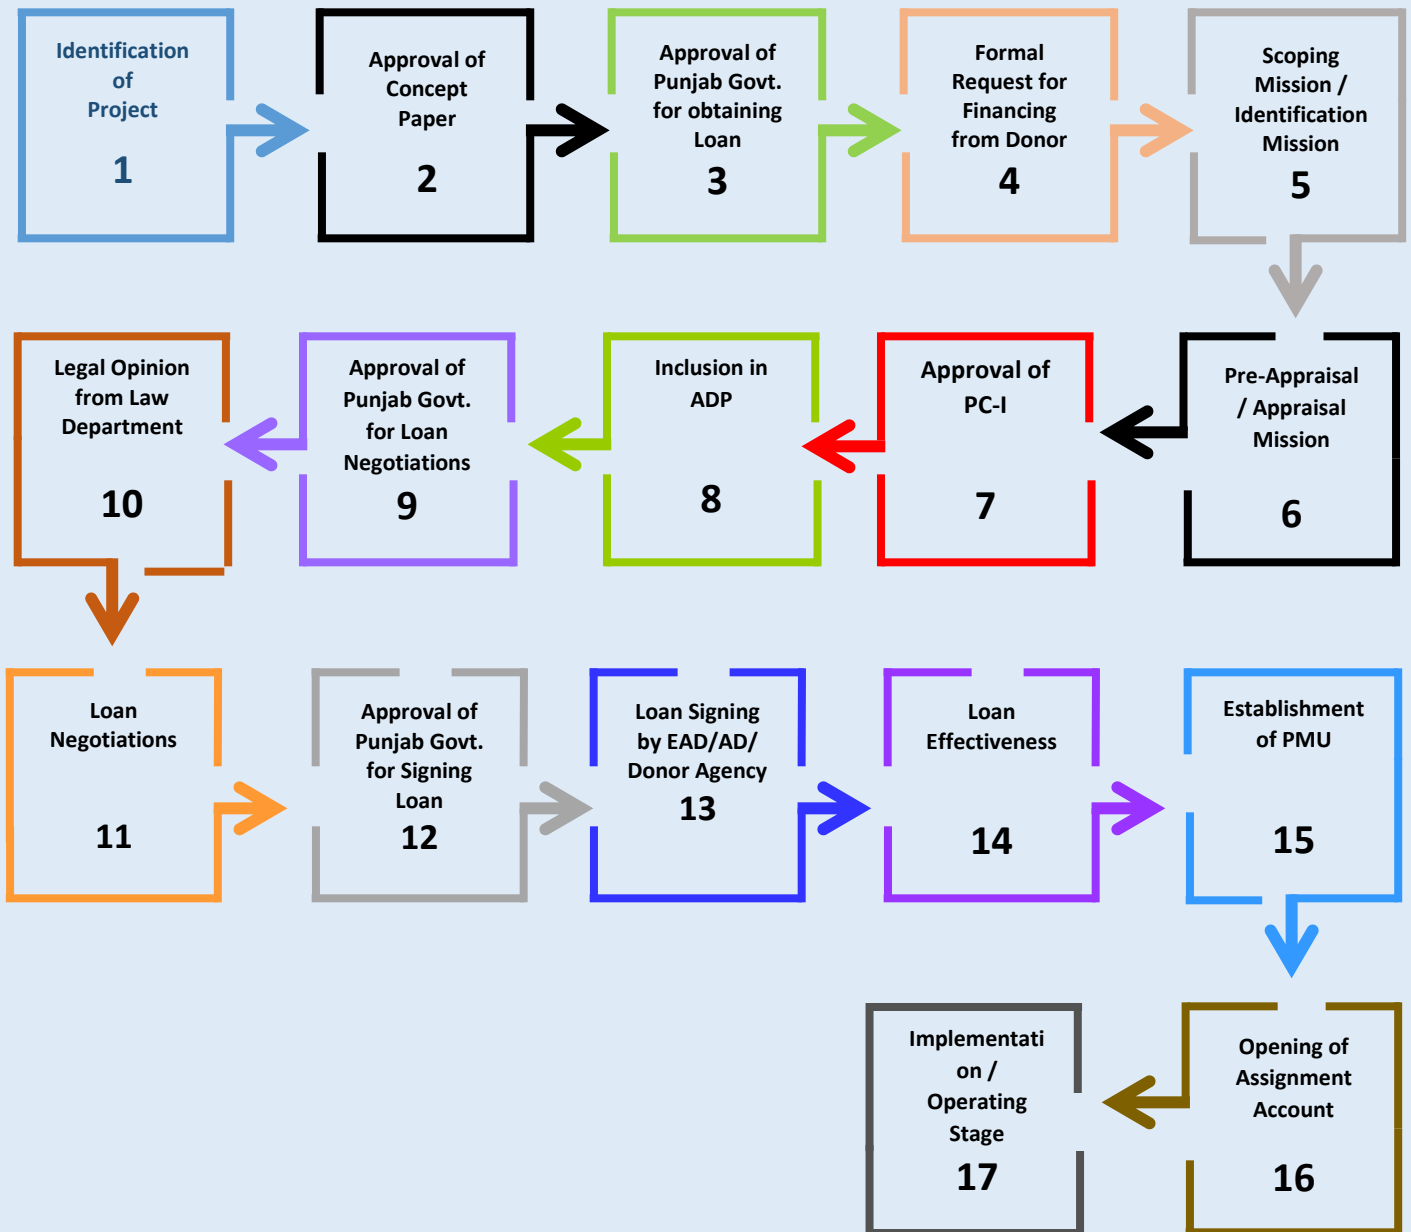 Identification
of
Project
1
Approval of
Concept
Paper
2
Approval of
Punjab Govt.
for obtaining
Loan
3
Formal
Request for
Financing
from Donor
4
Scoping
Mission /
Identification
Mission
5
Pre-Appraisal
/ Appraisal
Mission
6
Approval of
PC-I
7
Inclusion in
ADP
8
Approval of
Punjab Govt.
for Loan
Negotiations
9
Legal Opinion
from Law
Department
10
Loan
Negotiations
11
Approval of
Punjab Govt.
for Signing
Loan
12
Loan Signing
by EAD/AD/
Donor Agency
13
Loan
Effectiveness
14
Establishment
of PMU
15
Opening of
Assignment
Account
16
Implementati
on /
Operating
Stage
17